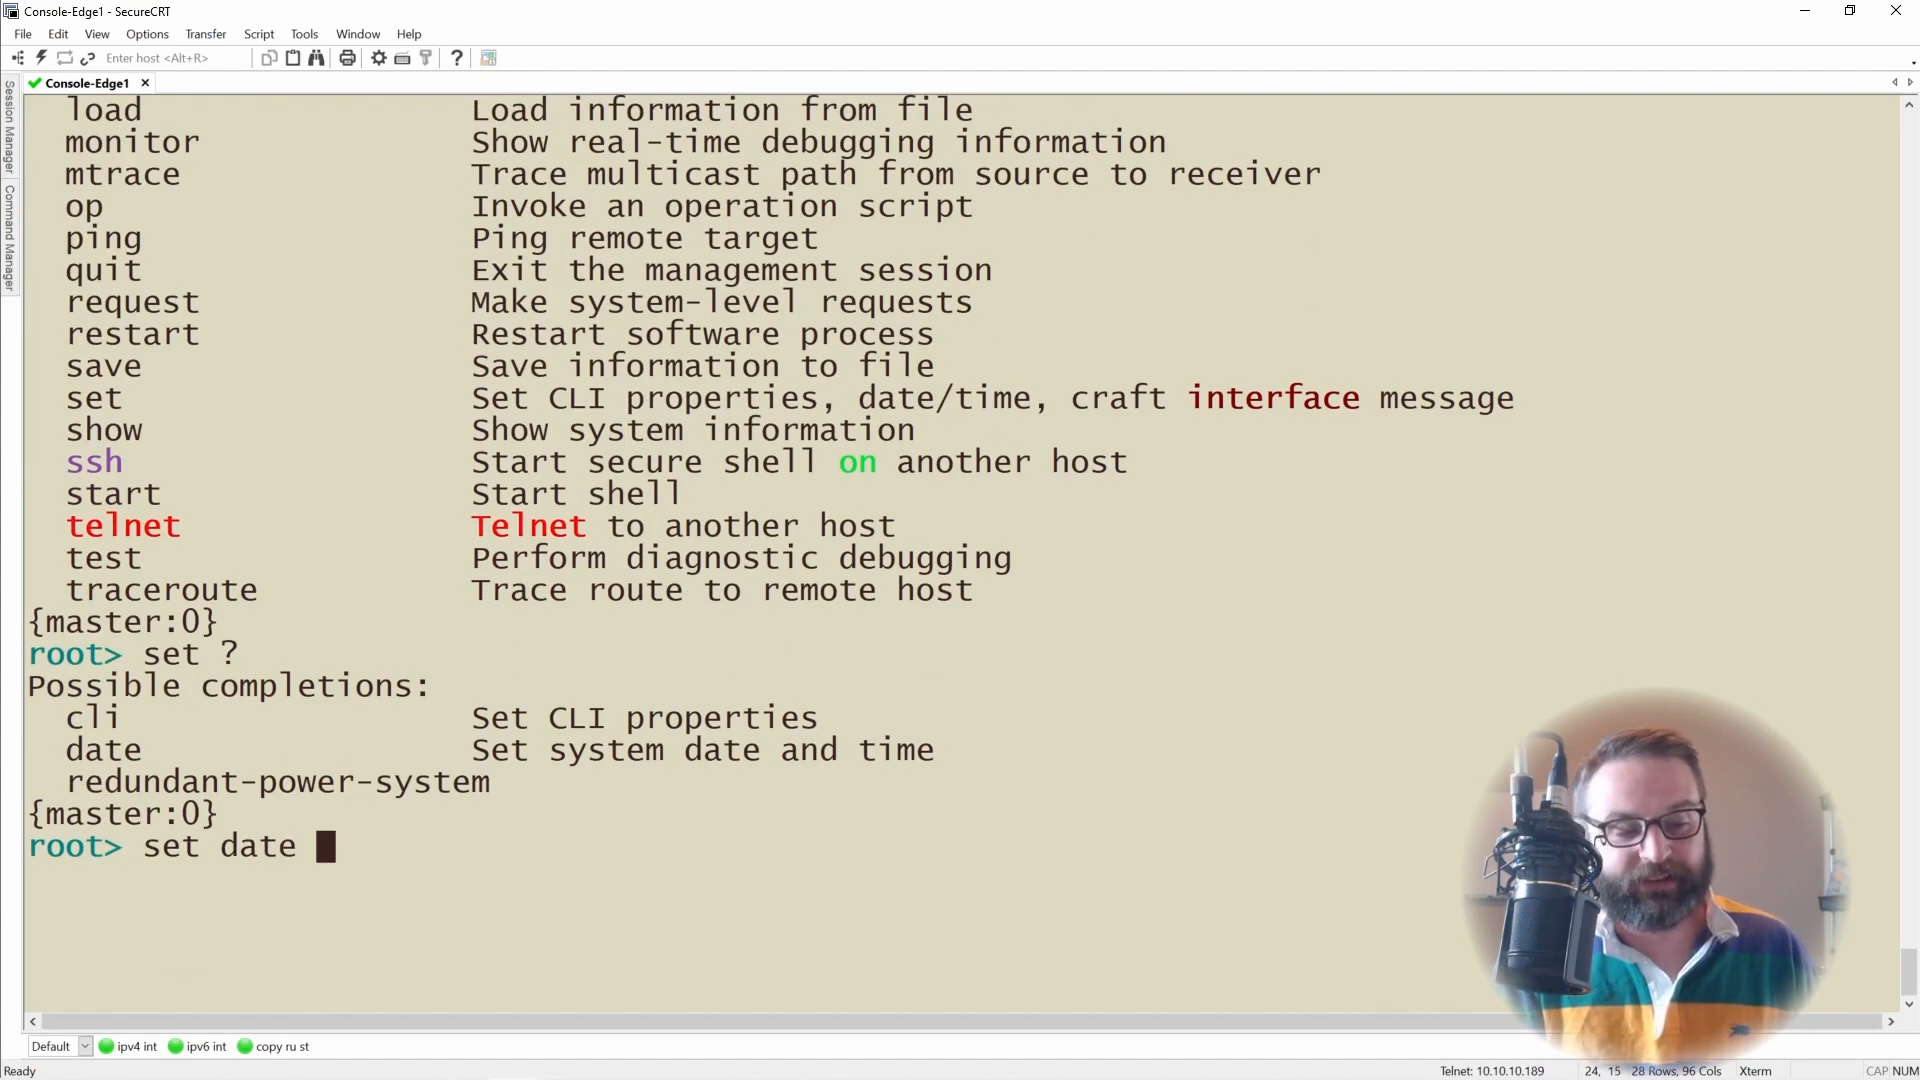 Console-Edge1 - SecureCRT
File Edit View Options Transfer Script Tools Window Help
Enter host <Alt+R>
Console-Edge1
Session Manager
Command Manager
load Load information from file
monitor Show real-time debugging information
mtrace Trace multicast path from source to receiver
op Invoke an operation script
ping Ping remote target
quit Exit the management session
request Make system-level requests
restart Restart software process
save Save information to file
set Set CLI properties, date/time, craft interface message
show Show system information
ssh Start secure shell on another host
start Start shell
telnet Telnet to another host
test Perform diagnostic debugging
traceroute Trace route to remote host
{master:0}
root> set ?
Possible completions:
cli Set CLI properties
date Set system date and time
redundant-power-system
{master:0}
root> set date
Default ipv4 int ipv6 int copy ru st
Ready Telnet: 10.10.10.189 24, 15 28 Rows, 96 Cols Xterm CAP NUM